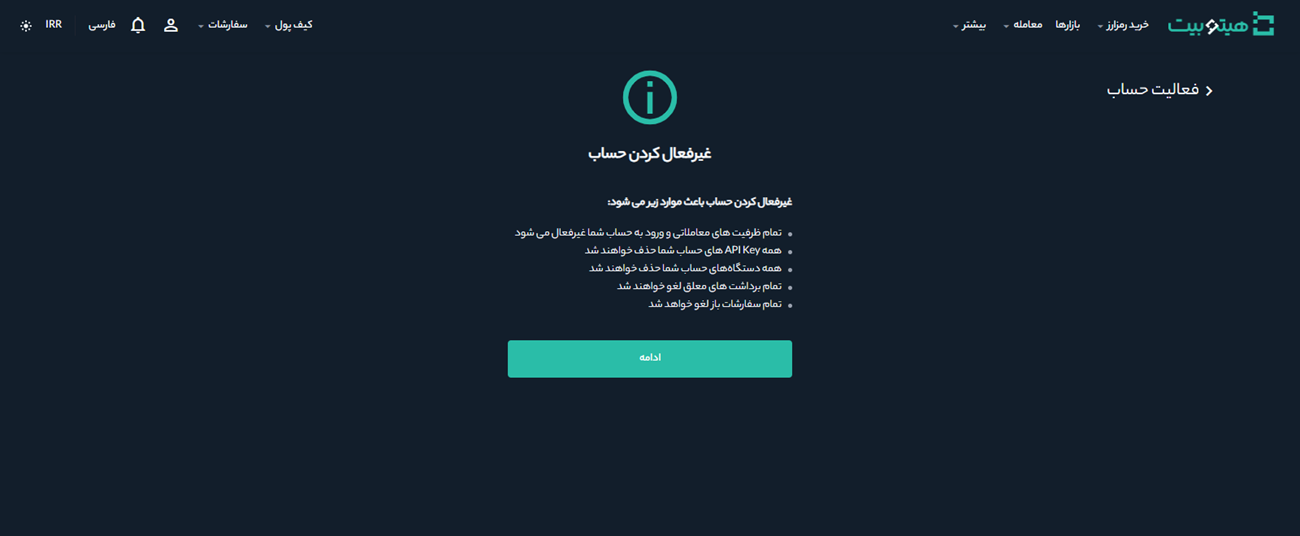 هیتوبیت
خرید رمزارز
بازارها
معامله
بیشتر
کیف پول
سفارشات
فارسی
IRR
فعالیت حساب
غیرفعال کردن حساب
غیرفعال کردن حساب باعث موارد زیر می شود:
تمام ظرفیت های معاملاتی و ورود به حساب شما غیرفعال می شود
همه API Key های حساب شما حذف خواهند شد
همه دستگاه‌های حساب شما حذف خواهند شد
تمام برداشت های معلق لغو خواهند شد
تمام سفارشات باز لغو خواهد شد
ادامه